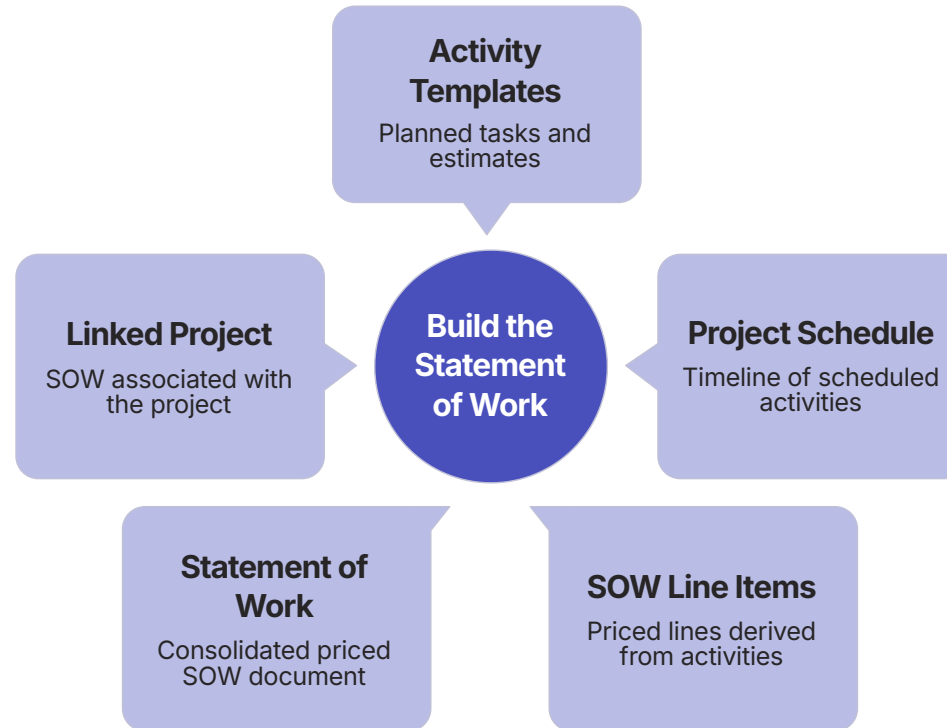 Activity
Templates
Planned tasks and
estimates
Linked Project
SOW associated with
the project
Build the
Statement
of Work
Project Schedule
Timeline of scheduled
activities
Statement of
Work
Consolidated priced
SOW document
SOW Line Items
Priced lines derived
from activities